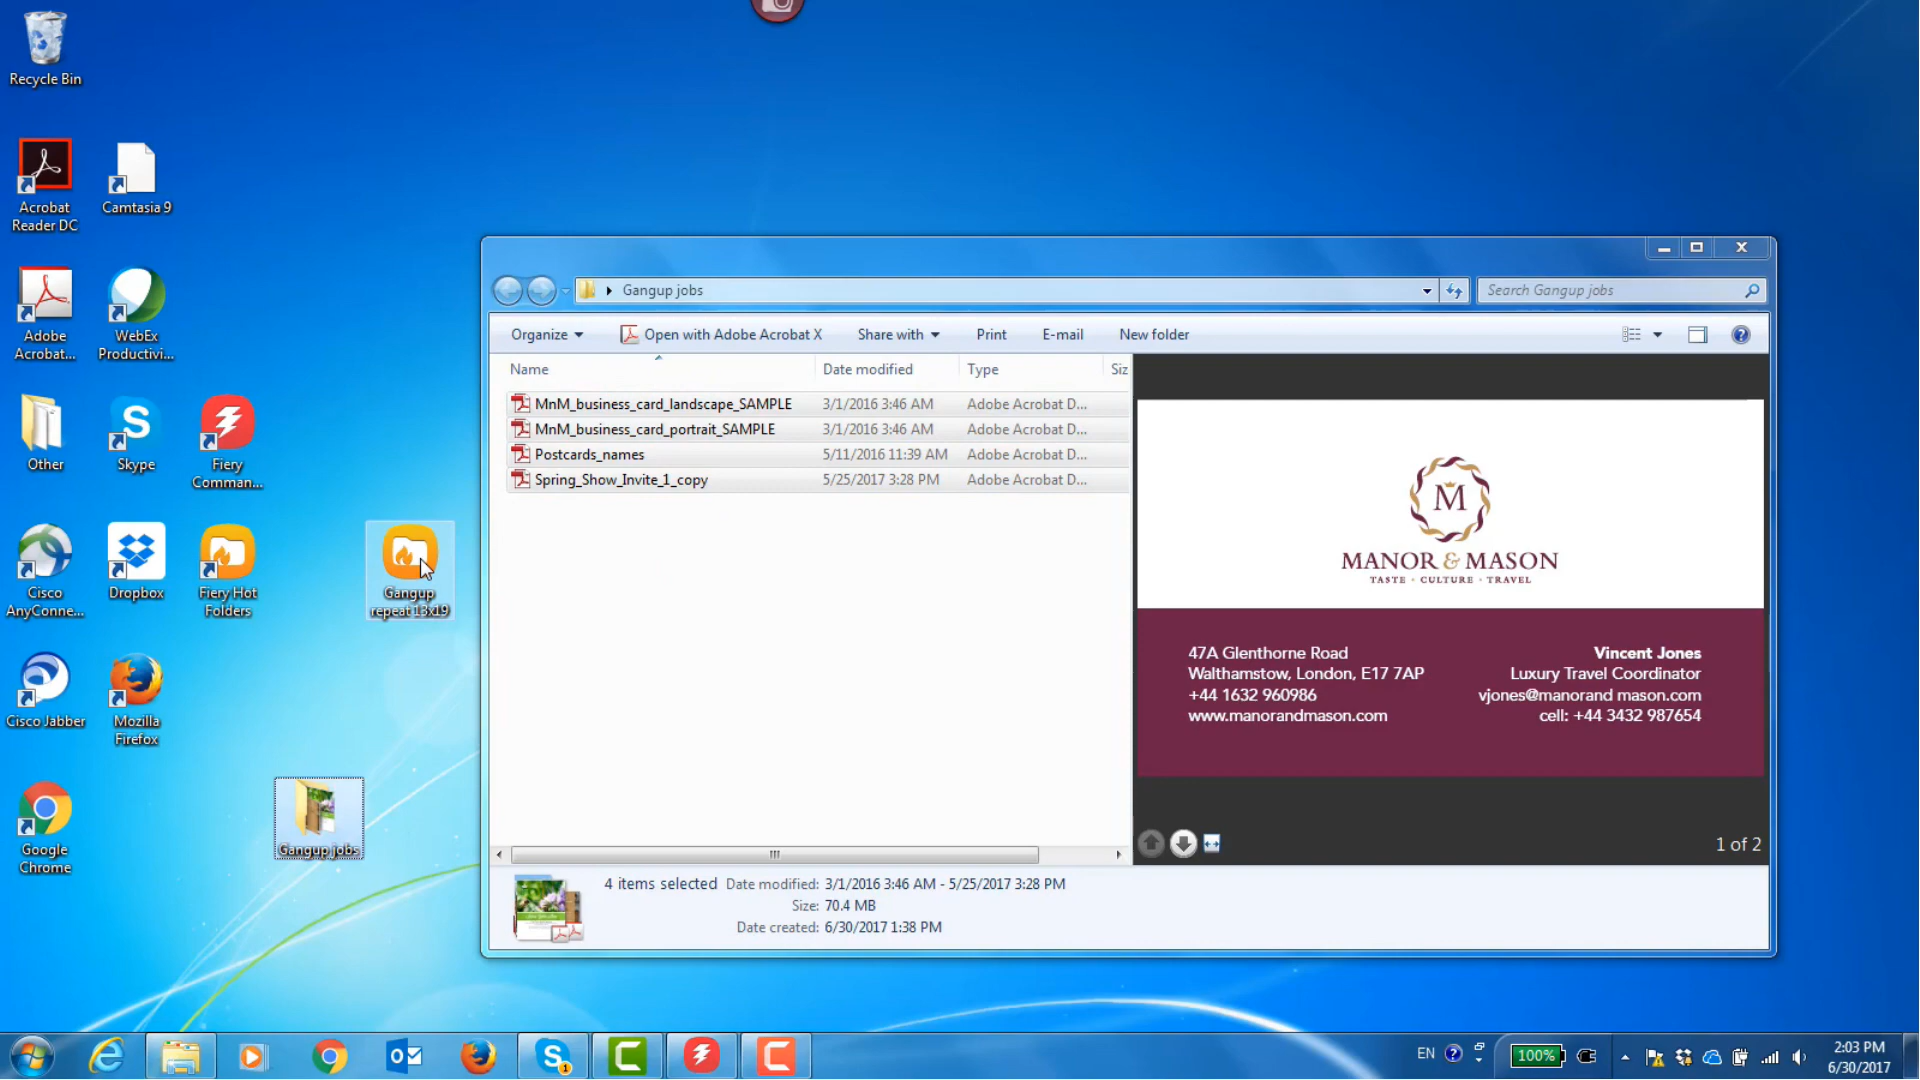 Recycle Bin
Acrobat
Reader DC
Camtasia 9
Adobe
Acrobat...
WebEx
Productivi...
Other
Skype
Fiery
Comman...
Cisco
AnyConne...
Dropbox
Fiery Hot
Folders
Gangup
repeat 13x19
Cisco Jabber
Mozilla
Firefox
Google
Chrome
Gangup jobs
Gangup jobs
Search Gangup jobs
Organize
Open with Adobe Acrobat X
Share with
Print
E-mail
New folder
Name
Date modified
Type
Siz
MnM_business_card_landscape_SAMPLE 3/1/2016 3:46 AM Adobe Acrobat D...
MnM_business_card_portrait_SAMPLE 3/1/2016 3:46 AM Adobe Acrobat D...
Postcards_names 5/11/2016 11:39 AM Adobe Acrobat D...
Spring_Show_Invite_1_copy 5/25/2017 3:28 PM Adobe Acrobat D...
M
MANOR & MASON
TASTE · CULTURE · TRAVEL
47A Glenthorne Road
Walthamstow, London, E17 7AP
+44 1632 960986
www.manorandmason.com
Vincent Jones
Luxury Travel Coordinator
vjones@manorand mason.com
cell: +44 3432 987654
1 of 2
4 items selected Date modified: 3/1/2016 3:46 AM - 5/25/2017 3:28 PM
Size: 70.4 MB
Date created: 6/30/2017 1:38 PM
EN
100%
2:03 PM
6/30/2017